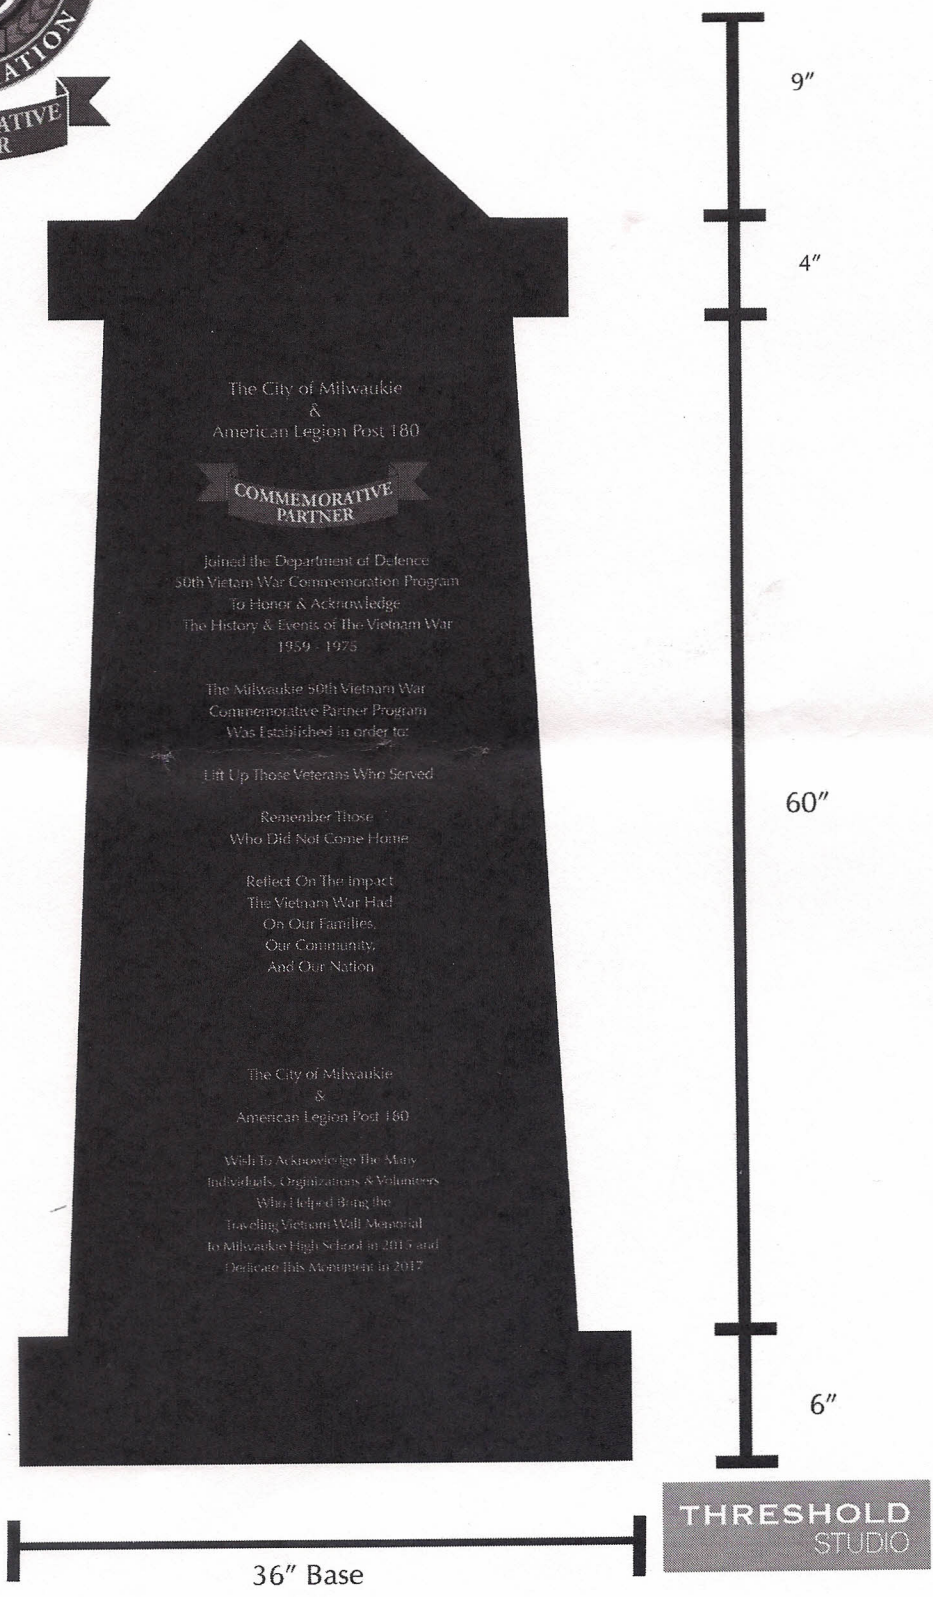 ATION
ATIVE
R
9″
4″
The City of Milwaukie
&
American Legion Post 180
COMMEMORATIVE
PARTNER
Joined the Department of Defence
50th Vietam War Commemoration Program
To Honor & Acknowledge
The History & Events of The Vietnam War
1959 - 1975
The Milwaukie 50th Vietnam War
Commemorative Partner Program
Was Established in order to:
Lift Up Those Veterans Who Served
Remember Those
Who Did Not Come Home
Reflect On The Impact
The Vietnam War Had
On Our Families,
Our Community,
And Our Nation
60″
The City of Milwaukie
&
American Legion Post 180
Wish To Acknowledge The Many
Individuals, Orginizations & Volunteers
Who Helped Bring the
Traveling Vietnam Wall Memorial
To Milwaukie High School in 2015 and
Dedicate This Monument in 2017
6″
36″ Base
THRESHOLD
STUDIO